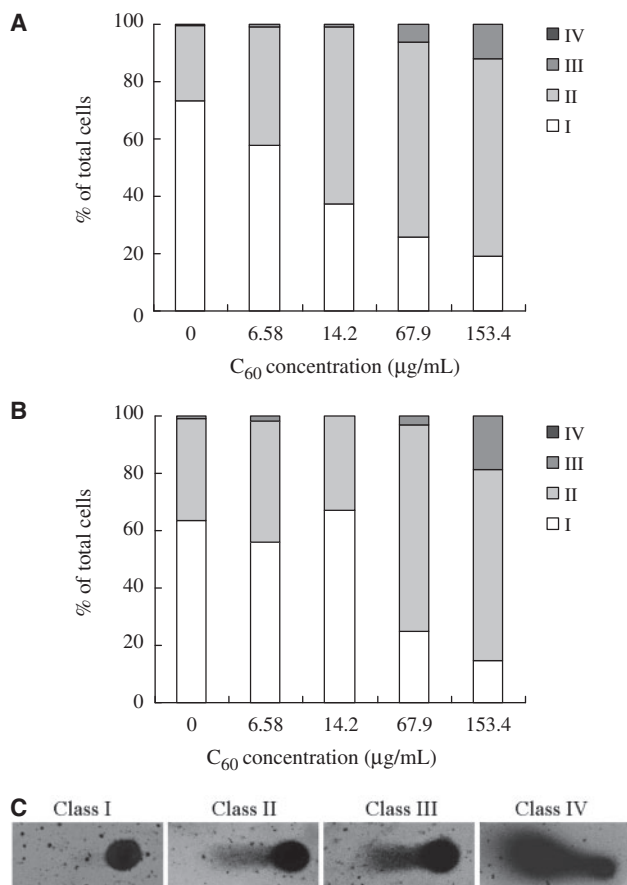 A
100
80
60
40
20
0
% of total cells
0 6.58 14.2 67.9 153.4
C60 concentration (μg/mL)
IV
III
II
I
B
100
80
60
40
20
0
% of total cells
0 6.58 14.2 67.9 153.4
C60 concentration (μg/mL)
IV
III
II
I
C
Class I Class II Class III Class IV